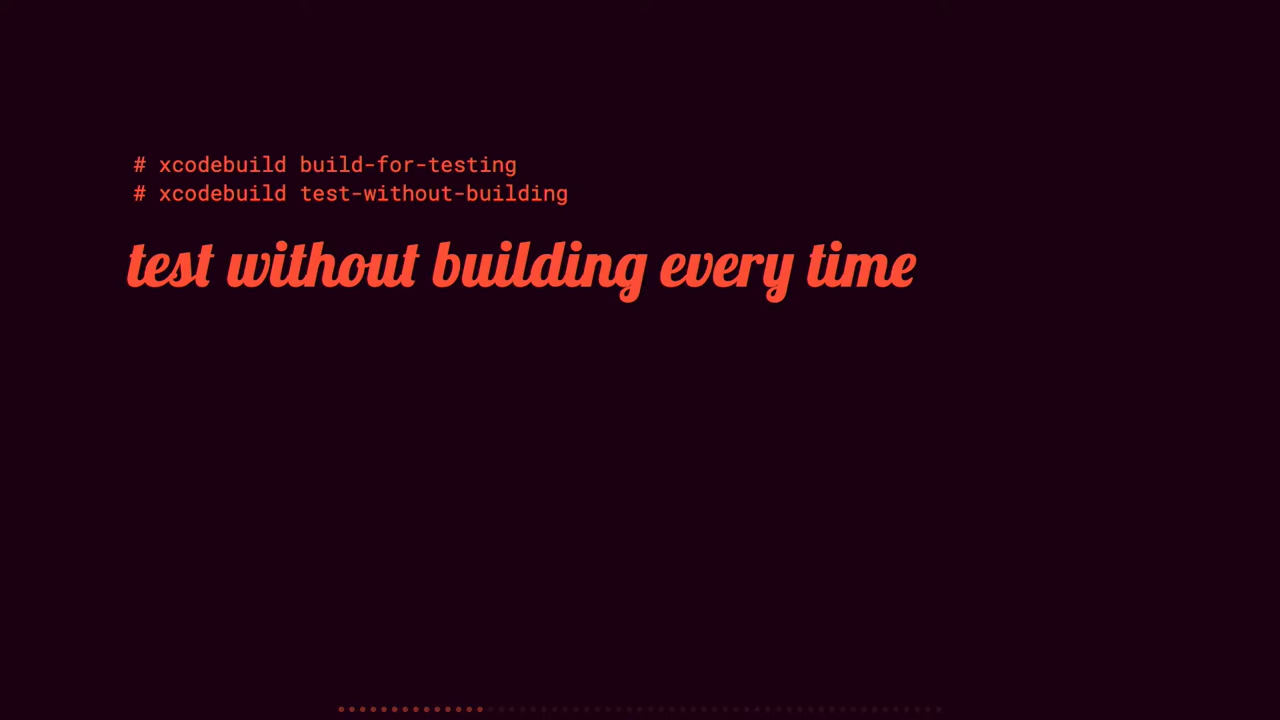 # xcodebuild build-for-testing
# xcodebuild test-without-building
test without building every time